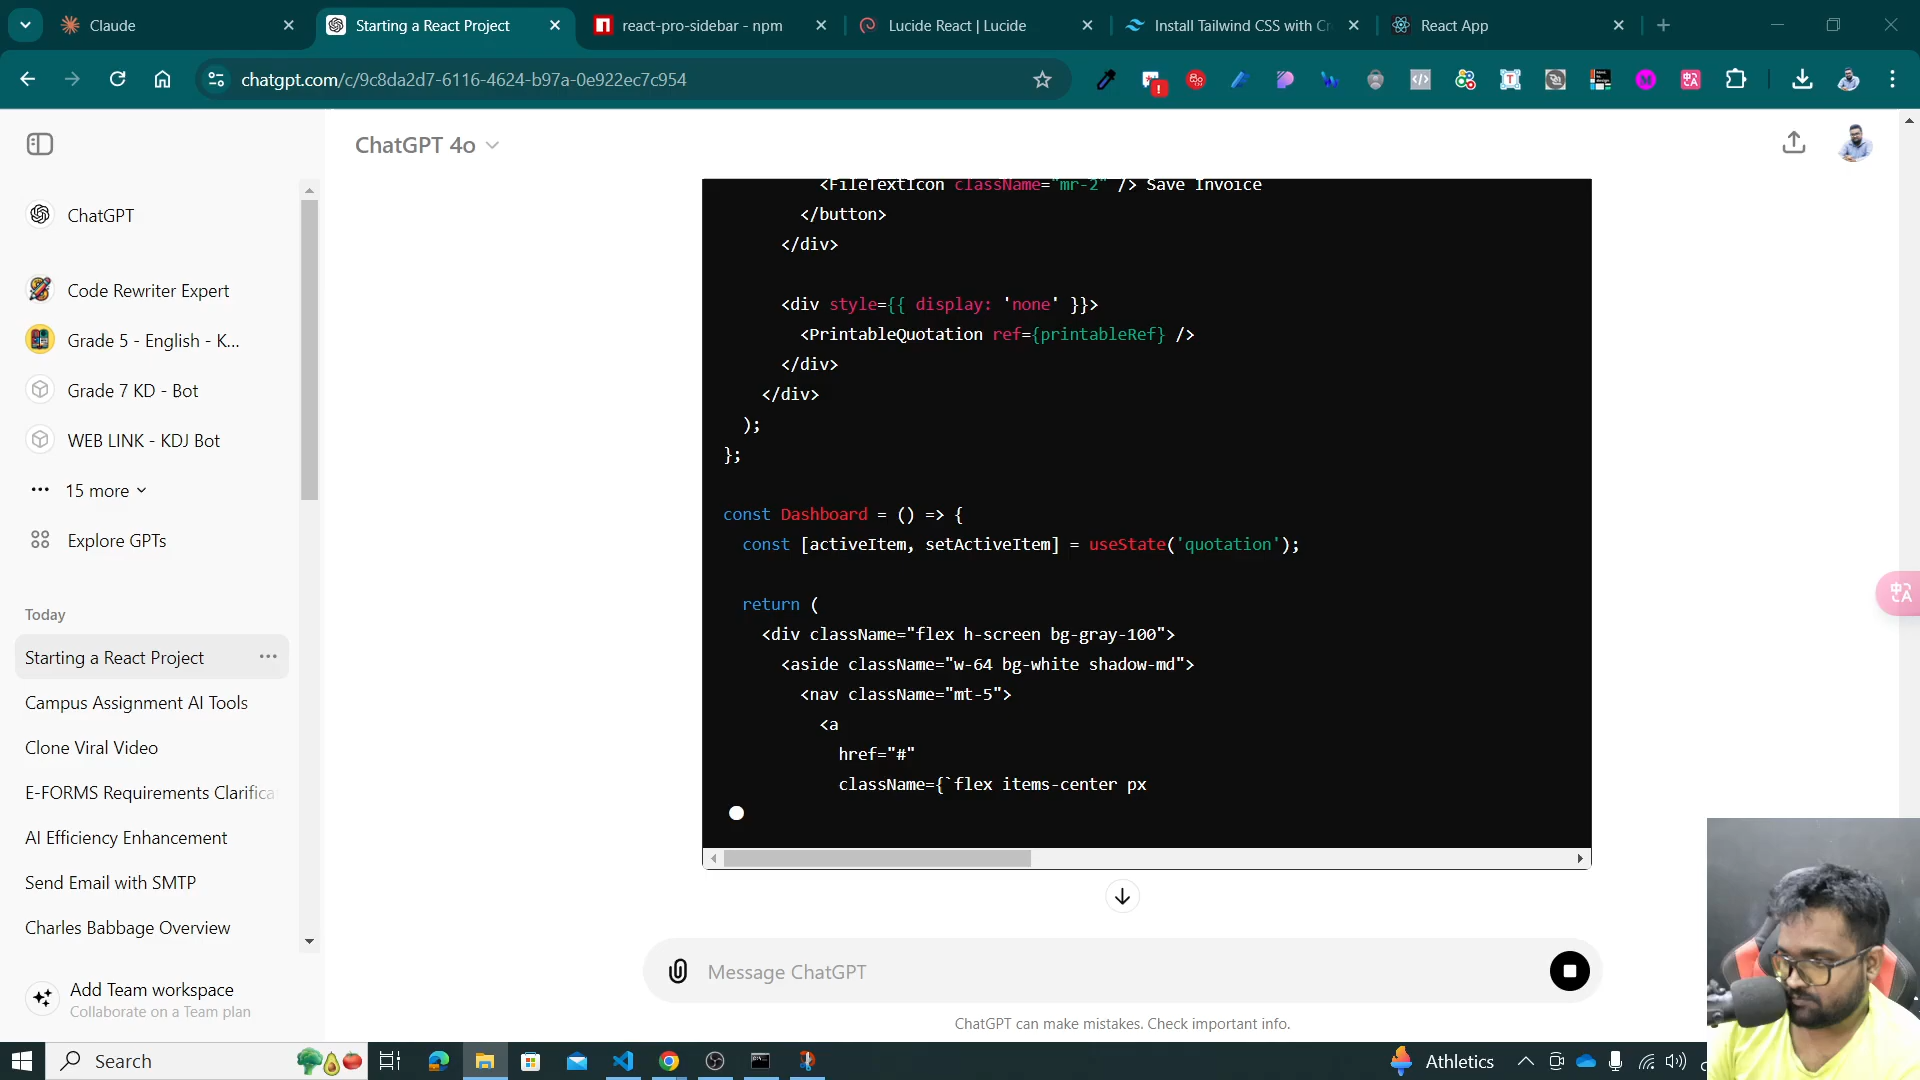 Claude
Starting a React Project
react-pro-sidebar - npm
Lucide React | Lucide
Install Tailwind CSS with Cr
React App
chatgpt.com/c/9c8da2d7-6116-4624-b97a-0e922ec7c954
ChatGPT 4o
ChatGPT
Code Rewriter Expert
Grade 5 - English - K...
Grade 7 KD - Bot
WEB LINK - KDJ Bot
15 more
Explore GPTs
Today
Starting a React Project
Campus Assignment AI Tools
Clone Viral Video
E-FORMS Requirements Clarifica
AI Efficiency Enhancement
Send Email with SMTP
Charles Babbage Overview
Add Team workspace
Collaborate on a Team plan
<FileTextIcon className="mr-2" /> Save Invoice
</button>
</div>
<div style={{ display: 'none' }}>
<PrintableQuotation ref={printableRef} />
</div>
</div>
);
};
const Dashboard = () => {
const [activeItem, setActiveItem] = useState('quotation');
return (
<div className="flex h-screen bg-gray-100">
<aside className="w-64 bg-white shadow-md">
<nav className="mt-5">
<a
href="#"
className={`flex items-center px
Message ChatGPT
ChatGPT can make mistakes. Check important info.
Search
Athletics